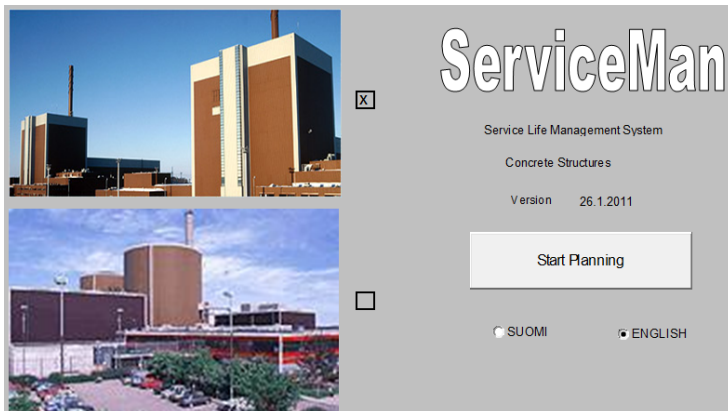 ServiceMan
X
Service Life Management System
Concrete Structures
Version 26.1.2011
Start Planning
SUOMI ENGLISH